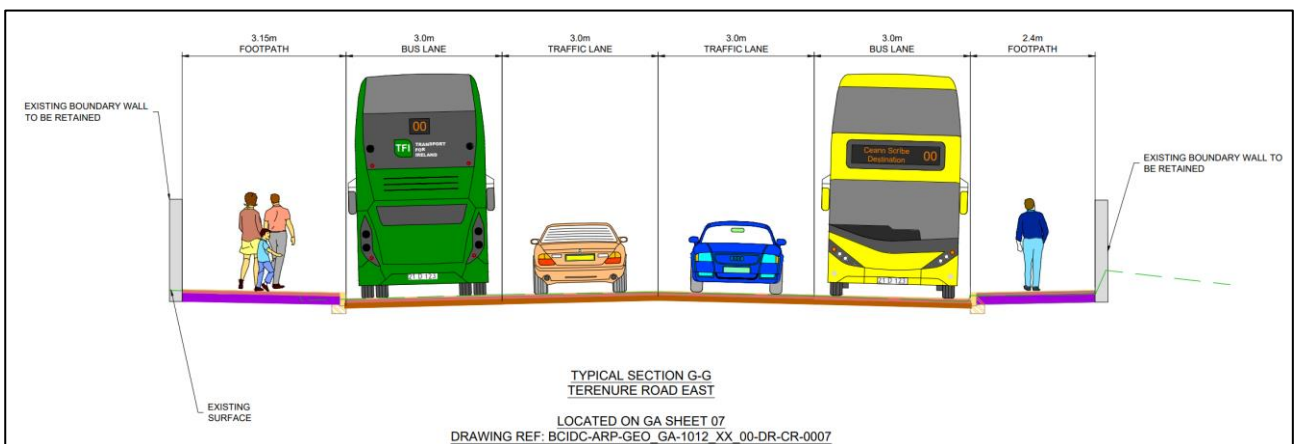 3.15m
FOOTPATH
3.0m
BUS LANE
3.0m
TRAFFIC LANE
3.0m
TRAFFIC LANE
3.0m
BUS LANE
2.4m
FOOTPATH
EXISTING BOUNDARY WALL
TO BE RETAINED
00
TFI
TRANSPORT
FOR
IRELAND
Ceann Scríbe
Destination
00
EXISTING BOUNDARY WALL TO
BE RETAINED
EXISTING
SURFACE
TYPICAL SECTION G-G
TERENURE ROAD EAST
LOCATED ON GA SHEET 07
DRAWING REF: BCIDC-ARP-GEO_GA-1012_XX_00-DR-CR-0007